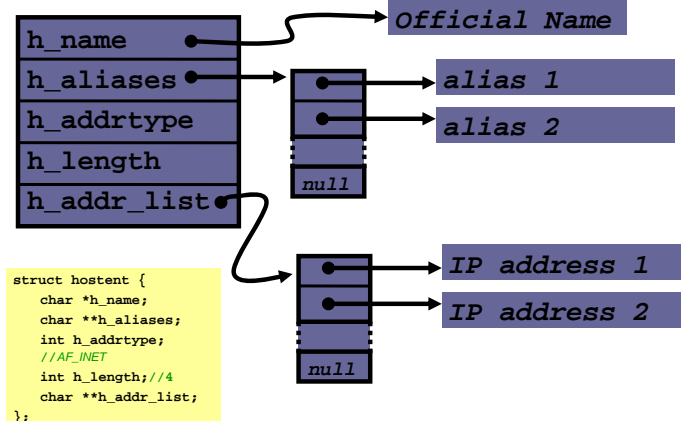 h_name
Official Name
h_aliases
alias 1
alias 2
h_addrtype
h_length
null
h_addr_list
IP address 1
IP address 2
null
struct hostent {
char *h_name;
char **h_aliases;
int h_addrtype;
//AF_INET
int h_length;//4
char **h_addr_list;
};